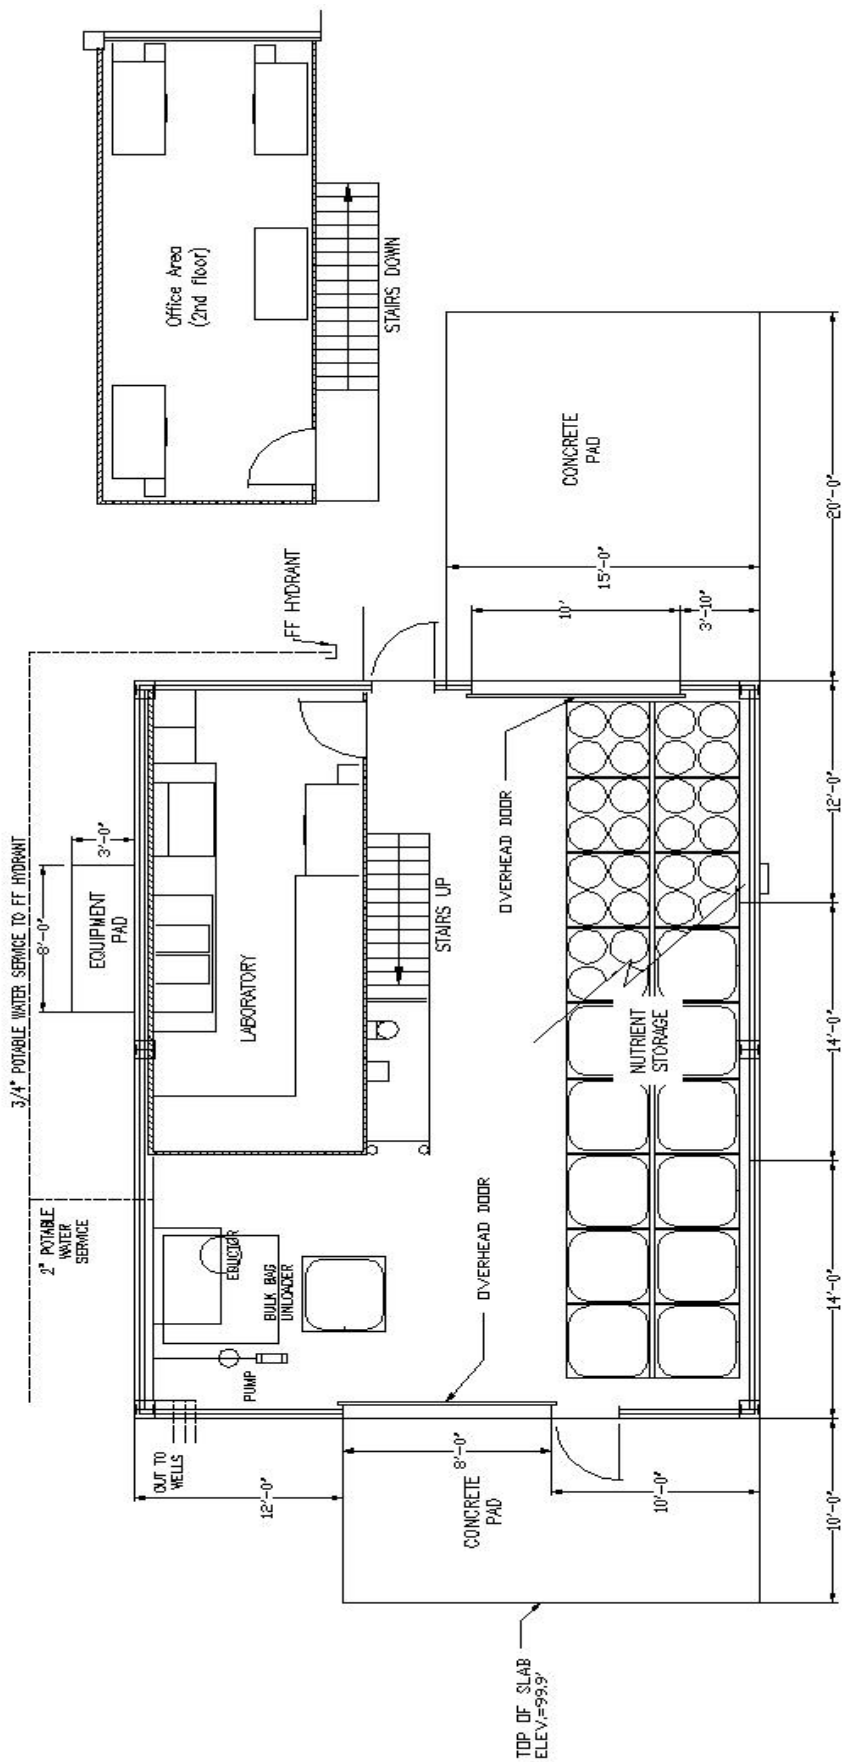 3/4" POTABLE WATER SERVICE TO FF HYDRANT
2" POTABLE
WATER
SERVICE
OUT TO
WELLS
PUMP
EDUCTOR
BULK BAG
UNLOADER
EQUIPMENT
PAD
8'-0"
3'-0"
LABORATORY
STAIRS UP
FF HYDRANT
Office Area
(2nd floor)
STAIRS DOWN
12'-0"
8'-0"
CONCRETE
PAD
10'-0"
OVERHEAD DOOR
OVERHEAD DOOR
NUTRIENT
STORAGE
10'
15'-0"
3'-10"
CONCRETE
PAD
TOP OF SLAB
ELEV.=99.9'
10'-0"
14'-0"
14'-0"
12'-0"
20'-0"